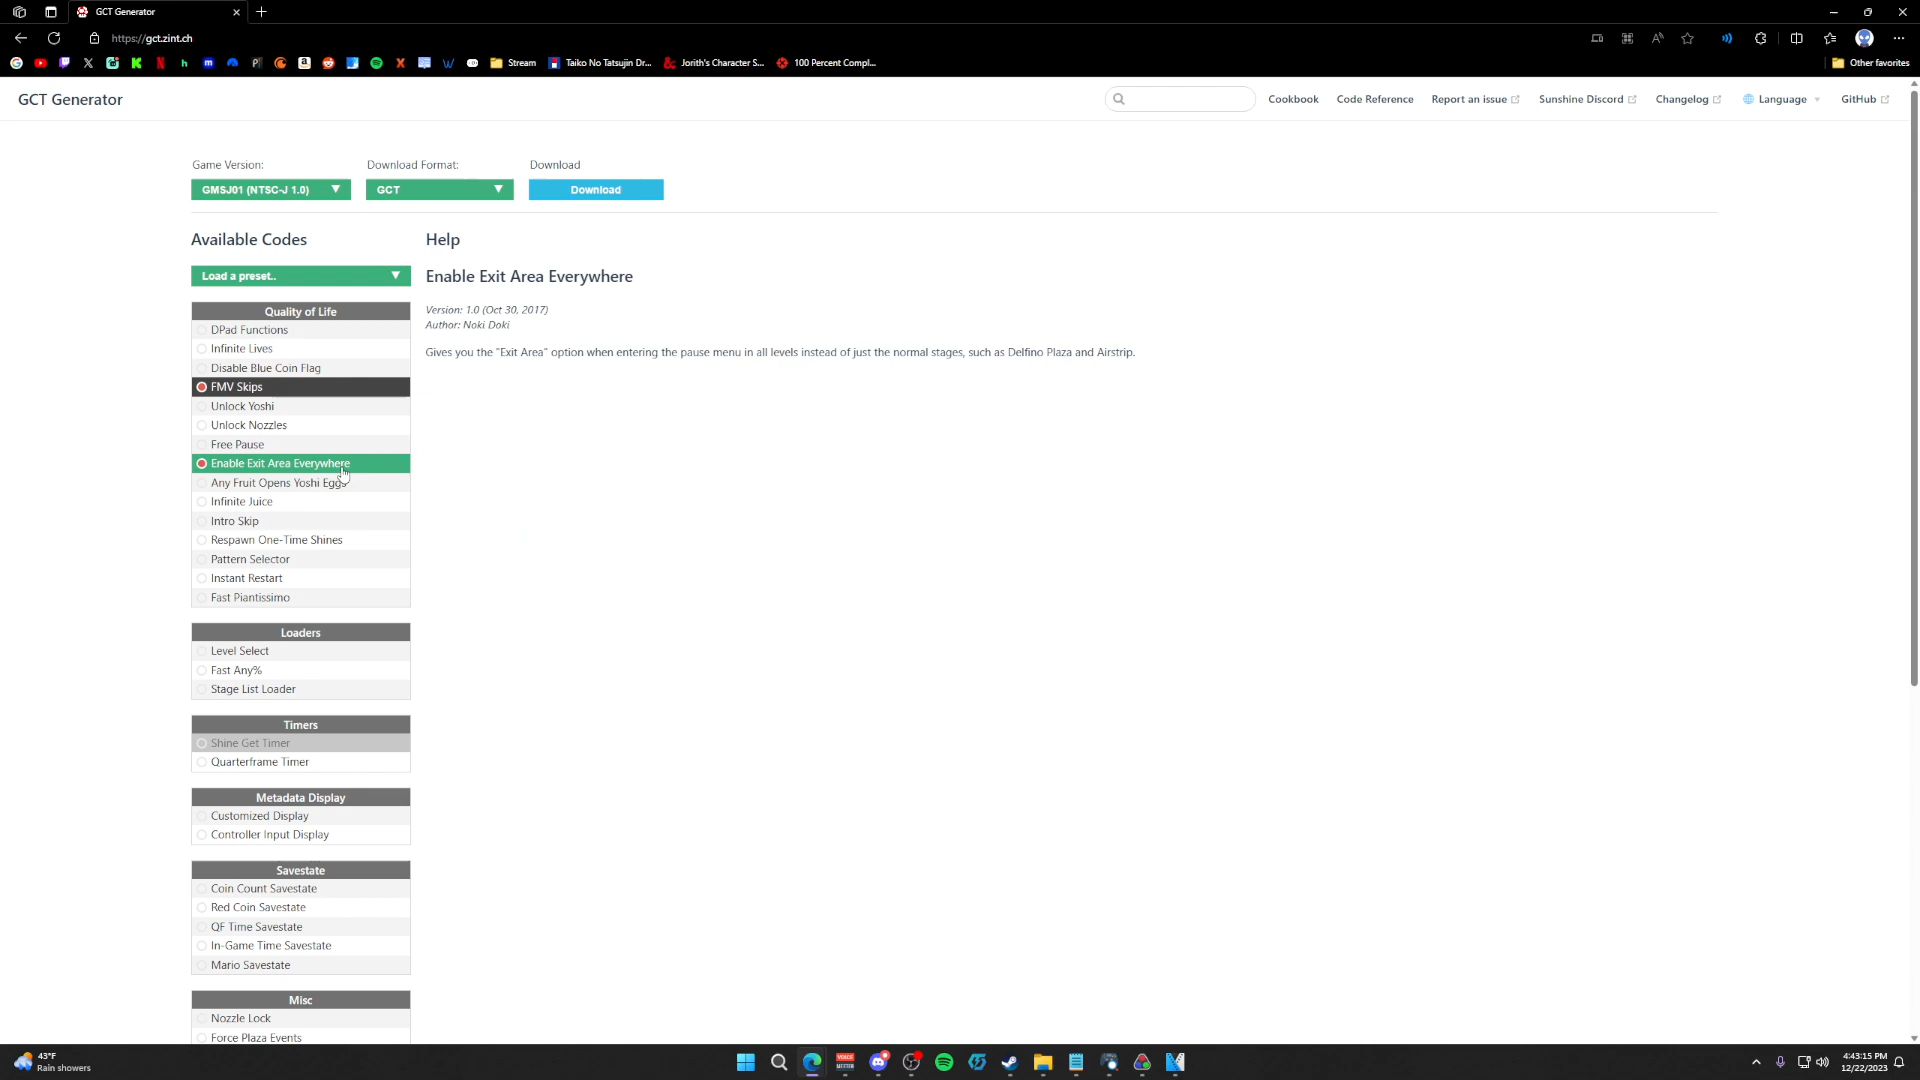 GCT Generator
https://gct.zint.ch
Stream
Taiko No Tatsujin Dr...
Jorith's Character S...
100 Percent Compl...
Other favorites
GCT Generator
Cookbook
Code Reference
Report an issue
Sunshine Discord
Changelog
Language
GitHub
Game Version:
Download Format:
Download
GMSJ01 (NTSC-J 1.0)
GCT
Download
Available Codes
Help
Load a preset..
Enable Exit Area Everywhere
Version: 1.0 (Oct 30, 2017)
Author: Noki Doki
Gives you the "Exit Area" option when entering the pause menu in all levels instead of just the normal stages, such as Delfino Plaza and Airstrip.
Quality of Life
DPad Functions
Infinite Lives
Disable Blue Coin Flag
FMV Skips
Unlock Yoshi
Unlock Nozzles
Free Pause
Enable Exit Area Everywhere
Any Fruit Opens Yoshi Eggs
Infinite Juice
Intro Skip
Respawn One-Time Shines
Pattern Selector
Instant Restart
Fast Piantissimo
Loaders
Level Select
Fast Any%
Stage List Loader
Timers
Shine Get Timer
Quarterframe Timer
Metadata Display
Customized Display
Controller Input Display
Savestate
Coin Count Savestate
Red Coin Savestate
QF Time Savestate
In-Game Time Savestate
Mario Savestate
Misc
Nozzle Lock
Force Plaza Events
43°F
Rain showers
4:43:15 PM
12/22/2023